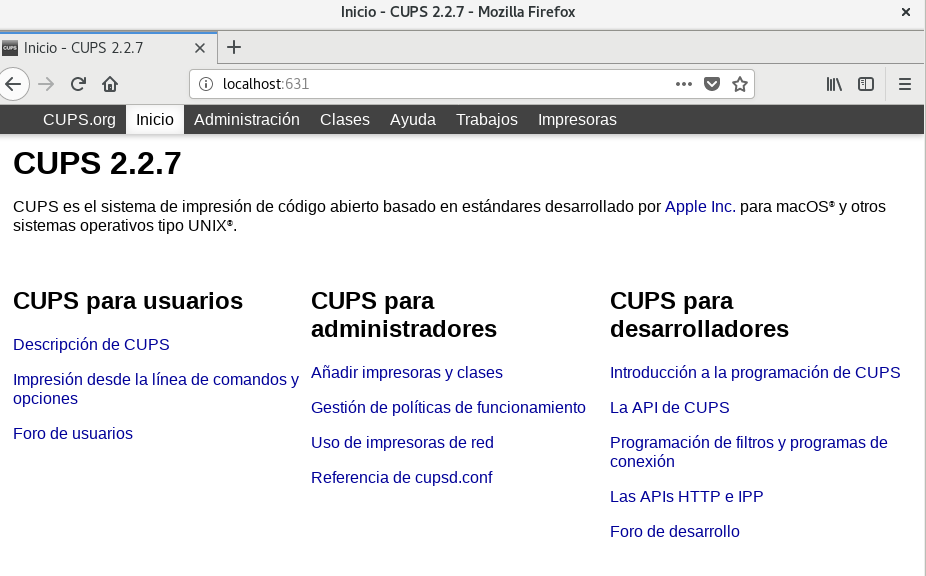 Inicio - CUPS 2.2.7 - Mozilla Firefox
CUPS
Inicio - CUPS 2.2.7
localhost:631
CUPS.org Inicio Administración Clases Ayuda Trabajos Impresoras
CUPS 2.2.7
CUPS es el sistema de impresión de código abierto basado en estándares desarrollado por Apple Inc. para macOS® y otros
sistemas operativos tipo UNIX®.
CUPS para usuarios
Descripción de CUPS
Impresión desde la línea de comandos y
opciones
Foro de usuarios
CUPS para
administradores
Añadir impresoras y clases
Gestión de políticas de funcionamiento
Uso de impresoras de red
Referencia de cupsd.conf
CUPS para
desarrolladores
Introducción a la programación de CUPS
La API de CUPS
Programación de filtros y programas de
conexión
Las APIs HTTP e IPP
Foro de desarrollo